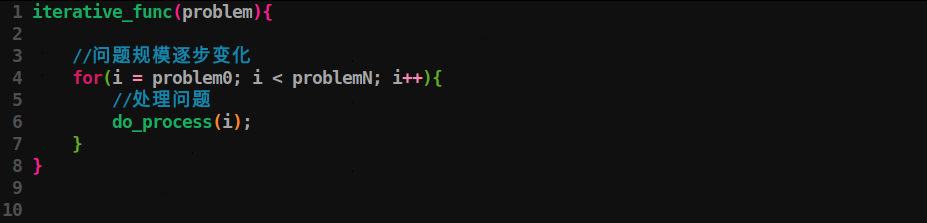 1 iterative_func(problem){
2
3     //问题规模逐步变化
4     for(i = problem0; i < problemN; i++){
5         //处理问题
6         do_process(i);
7     }
8 }
9
10